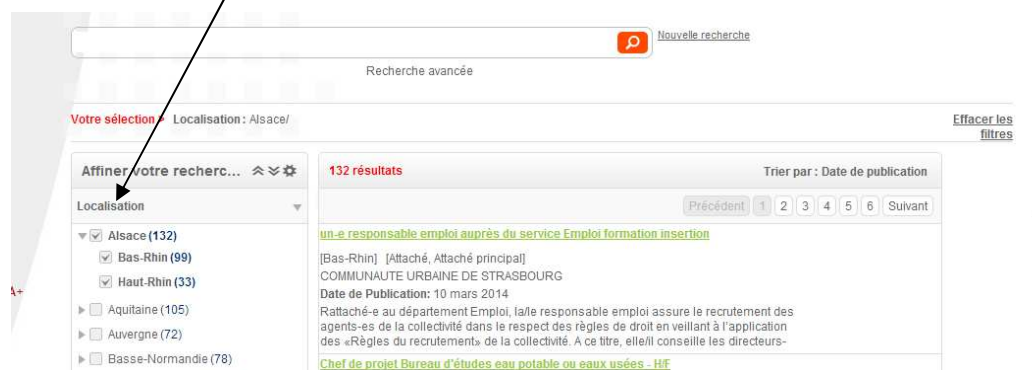 Nouvelle recherche
Recherche avancée
Votre sélection > Localisation : Alsace/
Effacer les
filtres
Affiner votre recherc...
132 résultats
Trier par : Date de publication
Localisation
Précédent 1 2 3 4 5 6 Suivant
Alsace (132)
Bas-Rhin (99)
Haut-Rhin (33)
Aquitaine (105)
Auvergne (72)
Basse-Normandie (78)
A+
un-e responsable emploi auprès du service Emploi formation insertion
[Bas-Rhin] [Attaché, Attaché principal]
COMMUNAUTE URBAINE DE STRASBOURG
Date de Publication: 10 mars 2014
Rattaché-e au département Emploi, la/le responsable emploi assure le recrutement des
agents-es de la collectivité dans le respect des règles de droit en veillant à l'application
des «Règles du recrutement» de la collectivité. A ce titre, elle/il conseille les directeurs-
Chef de projet Bureau d'études eau potable ou eaux usées - H/F